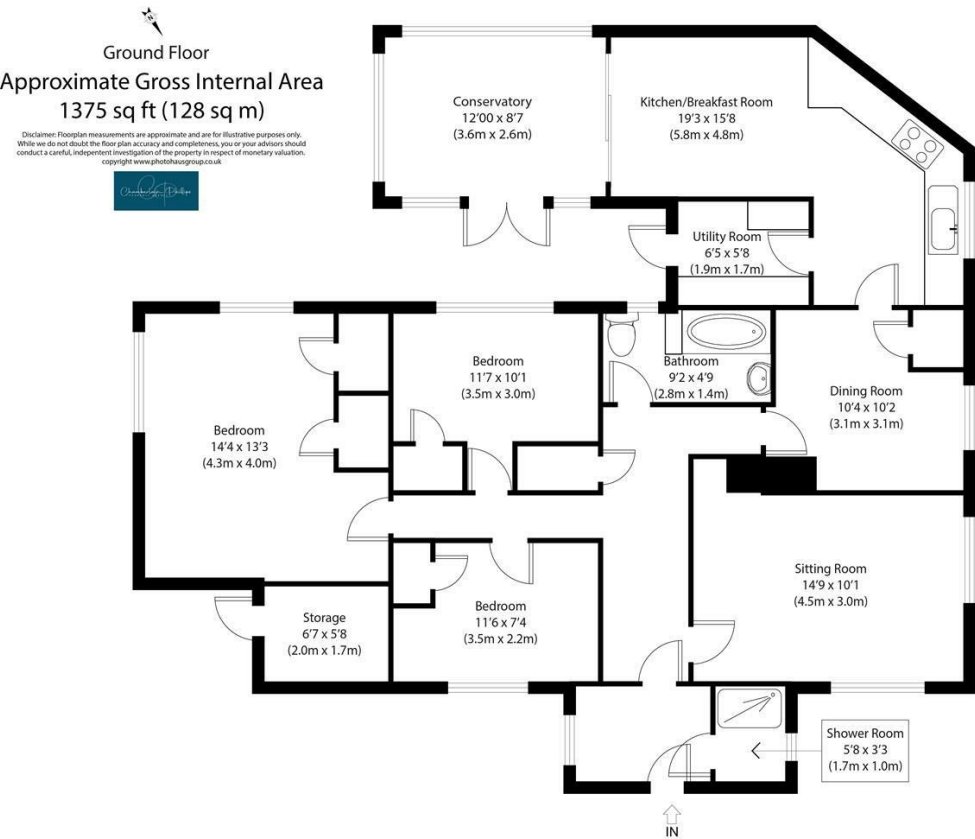 N
Ground Floor
Approximate Gross Internal Area
1375 sq ft (128 sq m)
Disclaimer: Floorplan measurements are approximate and are for illustrative purposes only.
While we do not doubt the floor plan accuracy and completeness, you or your advisors should
conduct a careful, indepentent investigation of the property in respect of monetary valuation.
copyright www.photohausgroup.co.uk
Chamberlain Phillips
Conservatory
12'00 x 8'7
(3.6m x 2.6m)
Kitchen/Breakfast Room
19'3 x 15'8
(5.8m x 4.8m)
Utility Room
6'5 x 5'8
(1.9m x 1.7m)
Bedroom
14'4 x 13'3
(4.3m x 4.0m)
Bedroom
11'7 x 10'1
(3.5m x 3.0m)
Bathroom
9'2 x 4'9
(2.8m x 1.4m)
Dining Room
10'4 x 10'2
(3.1m x 3.1m)
Sitting Room
14'9 x 10'1
(4.5m x 3.0m)
Bedroom
11'6 x 7'4
(3.5m x 2.2m)
Storage
6'7 x 5'8
(2.0m x 1.7m)
Shower Room
5'8 x 3'3
(1.7m x 1.0m)
IN